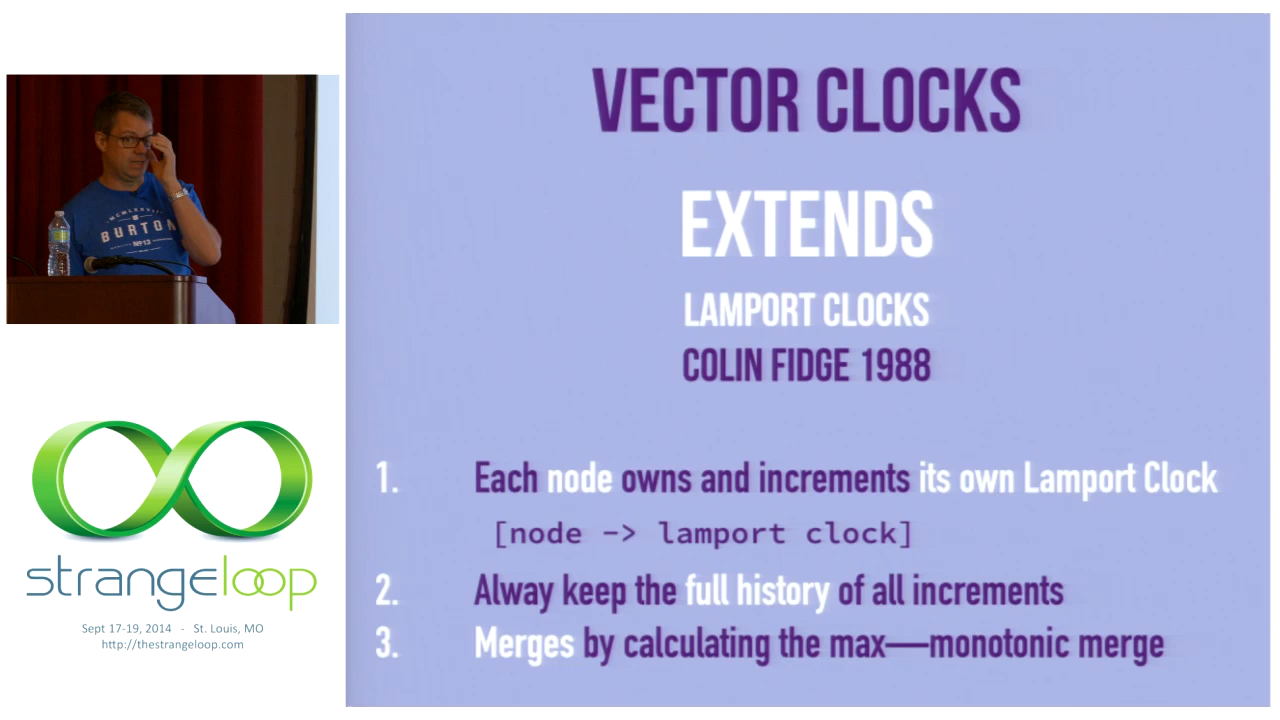 VECTOR CLOCKS
EXTENDS
LAMPORT CLOCKS
COLIN FIDGE 1988
1. Each node owns and increments its own Lamport Clock
[node -> lamport clock]
2. Alway keep the full history of all increments
3. Merges by calculating the max—monotonic merge
BURTON
Nº13
strangeloop
Sept 17-19, 2014 - St. Louis, MO
http://thestrangeloop.com